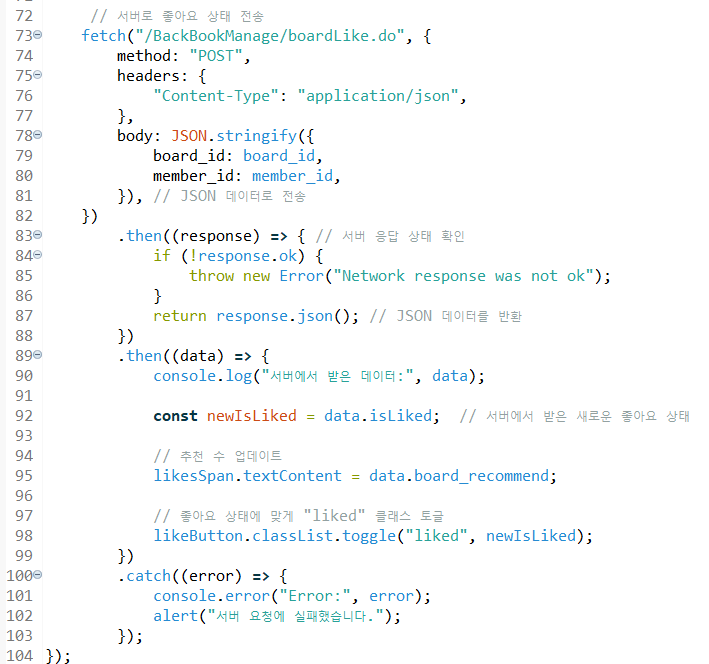 72 // 서버로 좋아요 상태 전송
73 fetch("/BackBookManage/boardLike.do", {
74 method: "POST",
75 headers: {
76 "Content-Type": "application/json",
77 },
78 body: JSON.stringify({
79 board_id: board_id,
80 member_id: member_id,
81 }), // JSON 데이터로 전송
82 })
83 .then((response) => { // 서버 응답 상태 확인
84 if (!response.ok) {
85 throw new Error("Network response was not ok");
86 }
87 return response.json(); // JSON 데이터를 반환
88 })
89 .then((data) => {
90 console.log("서버에서 받은 데이터:", data);
91
92 const newIsLiked = data.isLiked; // 서버에서 받은 새로운 좋아요 상태
93
94 // 추천 수 업데이트
95 likesSpan.textContent = data.board_recommend;
96
97 // 좋아요 상태에 맞게 "liked" 클래스 토글
98 likeButton.classList.toggle("liked", newIsLiked);
99 })
100 .catch((error) => {
101 console.error("Error:", error);
102 alert("서버 요청에 실패했습니다.");
103 });
104 });